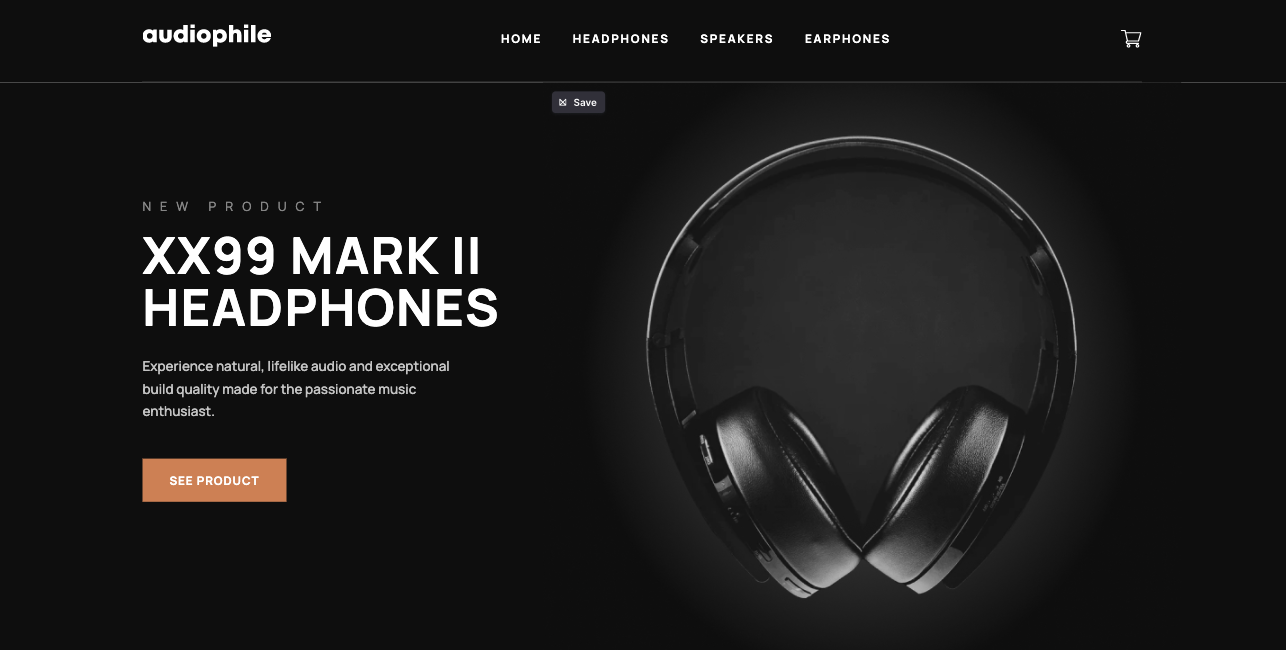 audiophile
HOME HEADPHONES SPEAKERS EARPHONES
Save
NEW PRODUCT
XX99 MARK II
HEADPHONES
Experience natural, lifelike audio and exceptional
build quality made for the passionate music
enthusiast.
SEE PRODUCT